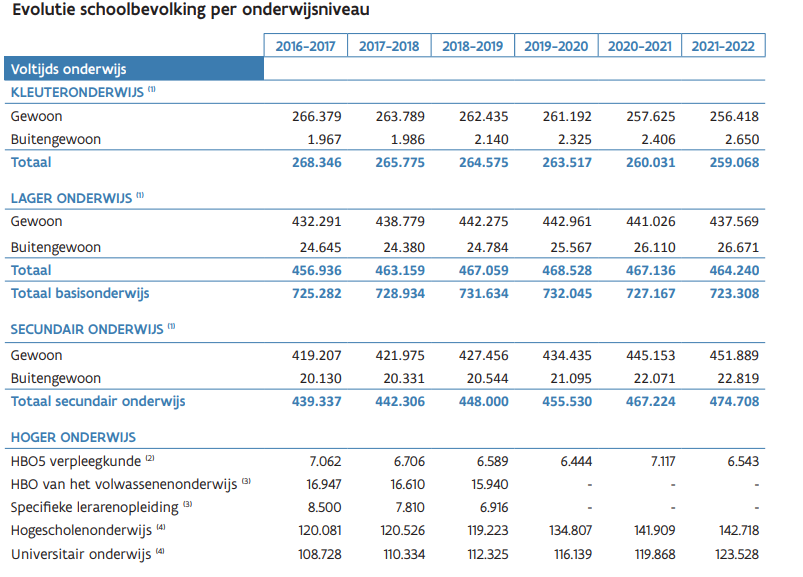 Evolutie schoolbevolking per onderwijsniveau
2016-2017 2017-2018 2018-2019 2019-2020 2020-2021 2021-2022
Voltijds onderwijs
KLEUTERONDERWIJS (1)
Gewoon 266.379 263.789 262.435 261.192 257.625 256.418
Buitengewoon 1.967 1.986 2.140 2.325 2.406 2.650
Totaal 268.346 265.775 264.575 263.517 260.031 259.068
LAGER ONDERWIJS (1)
Gewoon 432.291 438.779 442.275 442.961 441.026 437.569
Buitengewoon 24.645 24.380 24.784 25.567 26.110 26.671
Totaal 456.936 463.159 467.059 468.528 467.136 464.240
Totaal basisonderwijs 725.282 728.934 731.634 732.045 727.167 723.308
SECUNDAIR ONDERWIJS (1)
Gewoon 419.207 421.975 427.456 434.435 445.153 451.889
Buitengewoon 20.130 20.331 20.544 21.095 22.071 22.819
Totaal secundair onderwijs 439.337 442.306 448.000 455.530 467.224 474.708
HOGER ONDERWIJS
HBO5 verpleegkunde (2) 7.062 6.706 6.589 6.444 7.117 6.543
HBO van het volwassenenonderwijs (3) 16.947 16.610 15.940 - - -
Specifieke lerarenopleiding (3) 8.500 7.810 6.916 - - -
Hogescholenonderwijs (4) 120.081 120.526 119.223 134.807 141.909 142.718
Universitair onderwijs (4) 108.728 110.334 112.325 116.139 119.868 123.528